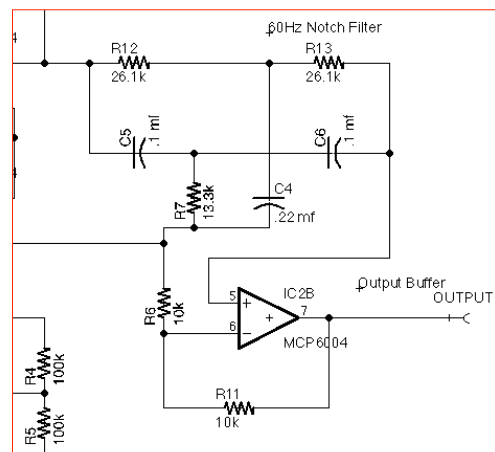 60Hz Notch Filter
R12
26.1k
R13
26.1k
C5
.1 mf
C6
.1 mf
R7
13.3k
C4
.22 mf
R6
10k
5
6
7
IC2B
MCP6004
Output Buffer
OUTPUT
R4
100k
R11
10k
R5
100k